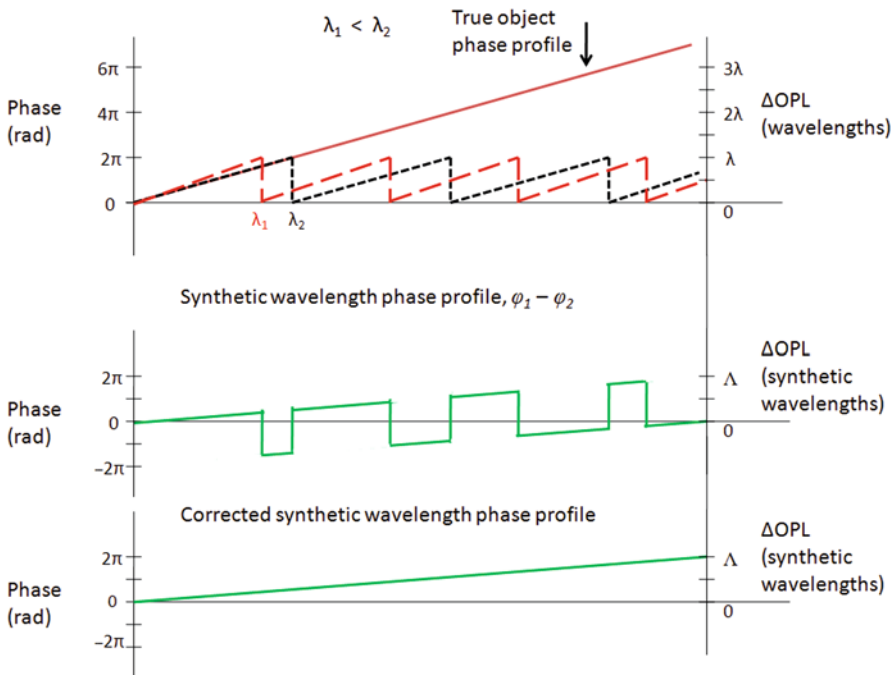 λ₁ < λ₂
True object
phase profile
Phase
(rad)
6π
4π
2π
0
3λ
2λ
λ
0
ΔOPL
(wavelengths)
λ₁
λ₂
Synthetic wavelength phase profile, φ₁ – φ₂
Phase
(rad)
2π
0
–2π
Λ
0
ΔOPL
(synthetic
wavelengths)
Corrected synthetic wavelength phase profile
Phase
(rad)
2π
0
–2π
Λ
0
ΔOPL
(synthetic
wavelengths)